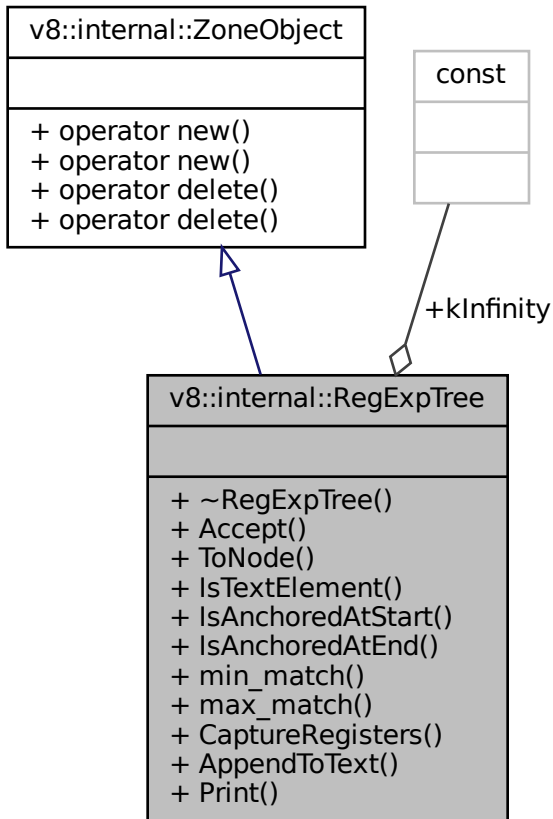 v8::internal::ZoneObject
+ operator new()
+ operator new()
+ operator delete()
+ operator delete()
const
+kInfinity
v8::internal::RegExpTree
+ ~RegExpTree()
+ Accept()
+ ToNode()
+ IsTextElement()
+ IsAnchoredAtStart()
+ IsAnchoredAtEnd()
+ min_match()
+ max_match()
+ CaptureRegisters()
+ AppendToText()
+ Print()